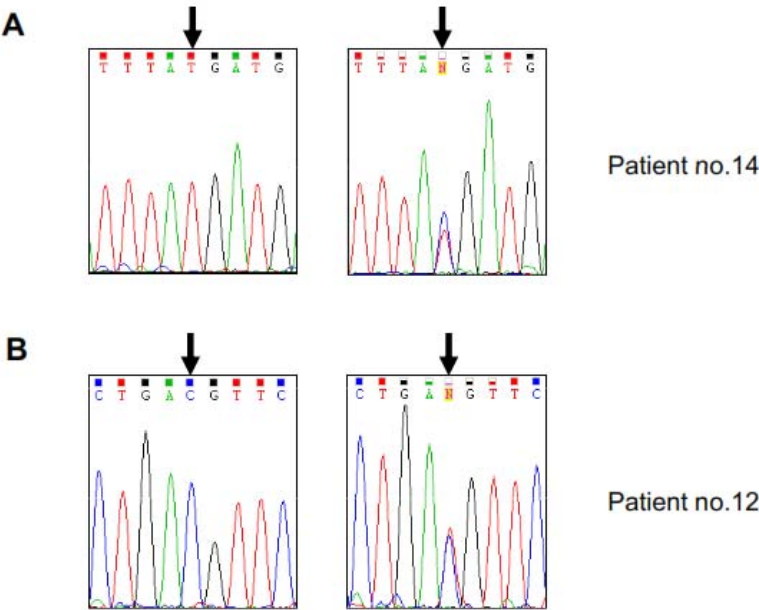 A
T T T A T G A T G
T T T A N G A T G
Patient no.14
B
C T G A C G T T C
C T G A N G T T C
Patient no.12